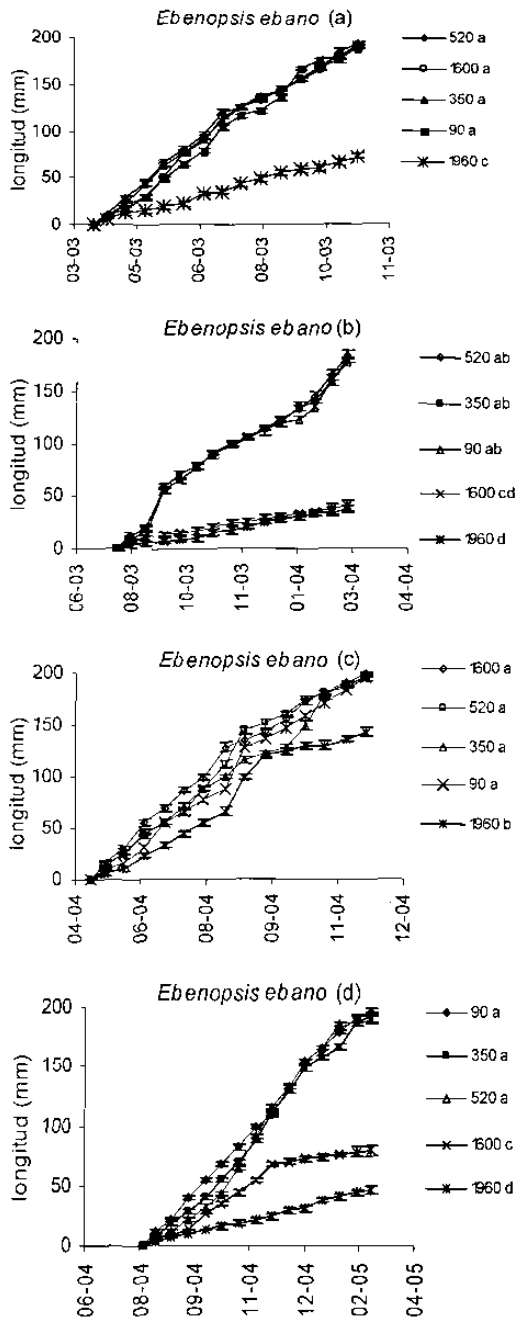 Ebenopsis ebano (a)
longitud (mm)
200
150
100
50
0
03-03
05-03
06-03
08-03
10-03
11-03
520 a
1600 a
350 a
90 a
1960 c
Ebenopsis ebano (b)
longitud (mm)
200
150
100
50
0
06-03
08-03
10-03
11-03
01-04
03-04
04-04
520 ab
350 ab
90 ab
1600 cd
1960 d
Ebenopsis ebano (c)
longitud (mm)
200
150
100
50
0
04-04
06-04
08-04
09-04
11-04
12-04
1600 a
520 a
350 a
90 a
1960 b
Ebenopsis ebano (d)
longitud (mm)
200
150
100
50
0
06-04
08-04
09-04
11-04
12-04
02-05
04-05
90 a
350 a
520 a
1600 c
1960 d